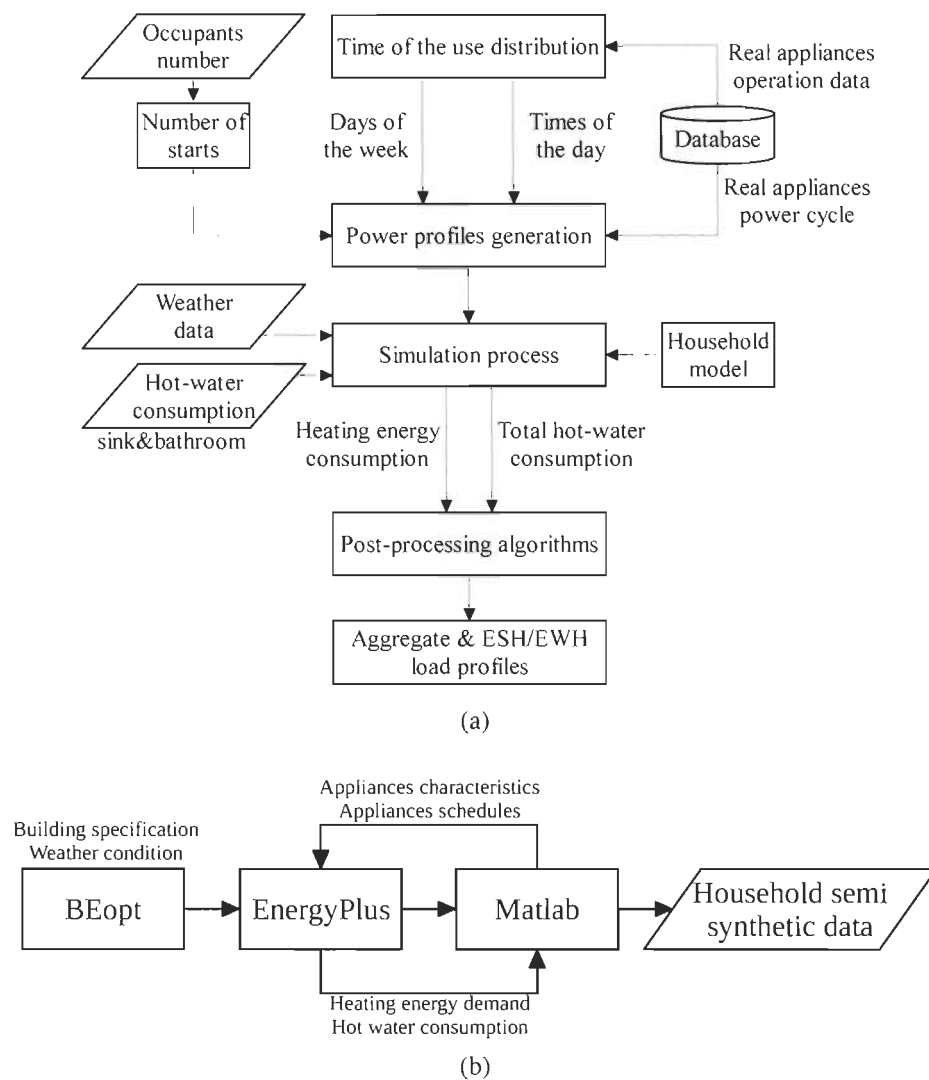 Occupants
number
Time of the use distribution
Real appliances
operation data
Number of
starts
Days of
the week
Times of
the day
Database
Real appliances
power cycle
Power profiles generation
Weather
data
Simulation process
Household
model
Hot-water
consumption
sink&bathroom
Heating energy
consumption
Total hot-water
consumption
Post-processing algorithms
Aggregate & ESH/EWH
load profiles
(a)
Appliances characteristics
Appliances schedules
Building specification
Weather condition
BEopt
EnergyPlus
Matlab
Household semi
synthetic data
Heating energy demand
Hot water consumption
(b)